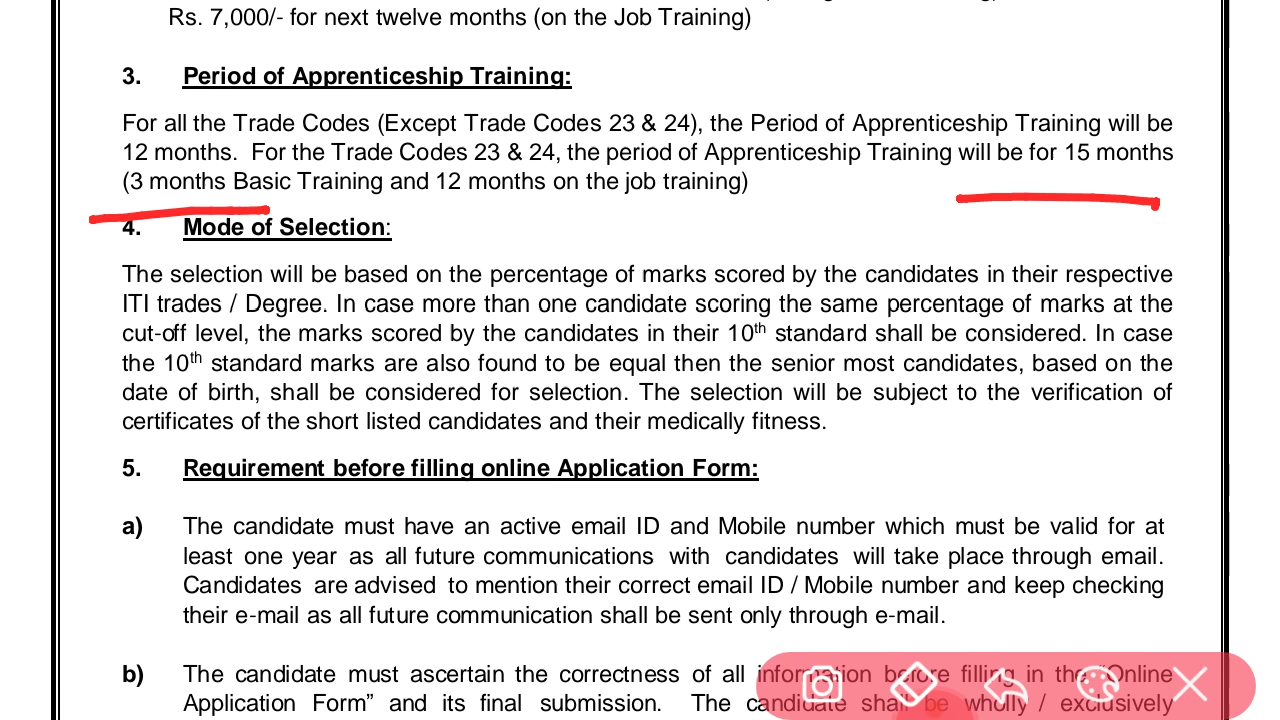 Rs. 7,000/- for next twelve months (on the Job Training)
3. Period of Apprenticeship Training:
For all the Trade Codes (Except Trade Codes 23 & 24), the Period of Apprenticeship Training will be
12 months. For the Trade Codes 23 & 24, the period of Apprenticeship Training will be for 15 months
(3 months Basic Training and 12 months on the job training)
4. Mode of Selection:
The selection will be based on the percentage of marks scored by the candidates in their respective
ITI trades / Degree. In case more than one candidate scoring the same percentage of marks at the
cut-off level, the marks scored by the candidates in their 10th standard shall be considered. In case
the 10th standard marks are also found to be equal then the senior most candidates, based on the
date of birth, shall be considered for selection. The selection will be subject to the verification of
certificates of the short listed candidates and their medically fitness.
5. Requirement before filling online Application Form:
a) The candidate must have an active email ID and Mobile number which must be valid for at
least one year as all future communications with candidates will take place through email.
Candidates are advised to mention their correct email ID / Mobile number and keep checking
their e-mail as all future communication shall be sent only through e-mail.
b) The candidate must ascertain the correctness of all information before filling in the “Online
Application Form” and its final submission. The candidate shall be wholly / exclusively